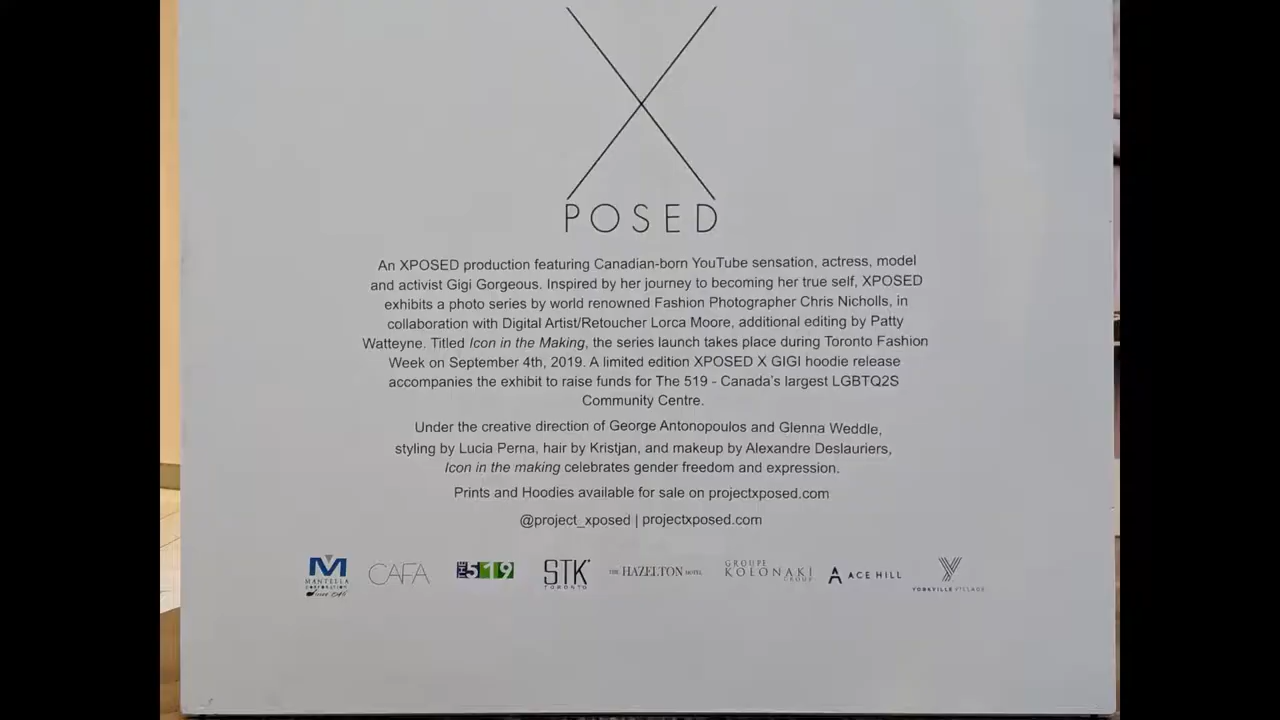 X
POSED
An XPOSED production featuring Canadian-born YouTube sensation, actress, model
and activist Gigi Gorgeous. Inspired by her journey to becoming her true self, XPOSED
exhibits a photo series by world renowned Fashion Photographer Chris Nicholls, in
collaboration with Digital Artist/Retoucher Lorca Moore, additional editing by Patty
Watteyne. Titled Icon in the Making, the series launch takes place during Toronto Fashion
Week on September 4th, 2019. A limited edition XPOSED X GIGI hoodie release
accompanies the exhibit to raise funds for The 519 - Canada's largest LGBTQ2S
Community Centre.
Under the creative direction of George Antonopoulos and Glenna Weddle,
styling by Lucia Perna, hair by Kristjan, and makeup by Alexandre Deslauriers,
Icon in the making celebrates gender freedom and expression.
Prints and Hoodies available for sale on projectxposed.com
@project_xposed | projectxposed.com
M
MANTELLA
CORPORATION
CAFA
THE 519
STK
TORONTO
THE HAZELTON HOTEL
GROUPE
KOLONAKI
GROUP
ACE HILL
YORKVILLE VILLAGE